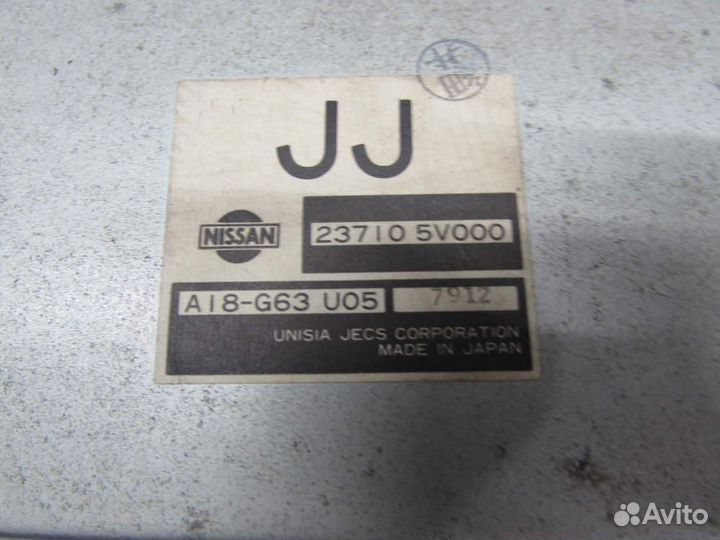 JJ
NISSAN
23710 5V000
A18-G63 U05
7912
UNISIA JECS CORPORATION
MADE IN JAPAN
Avito